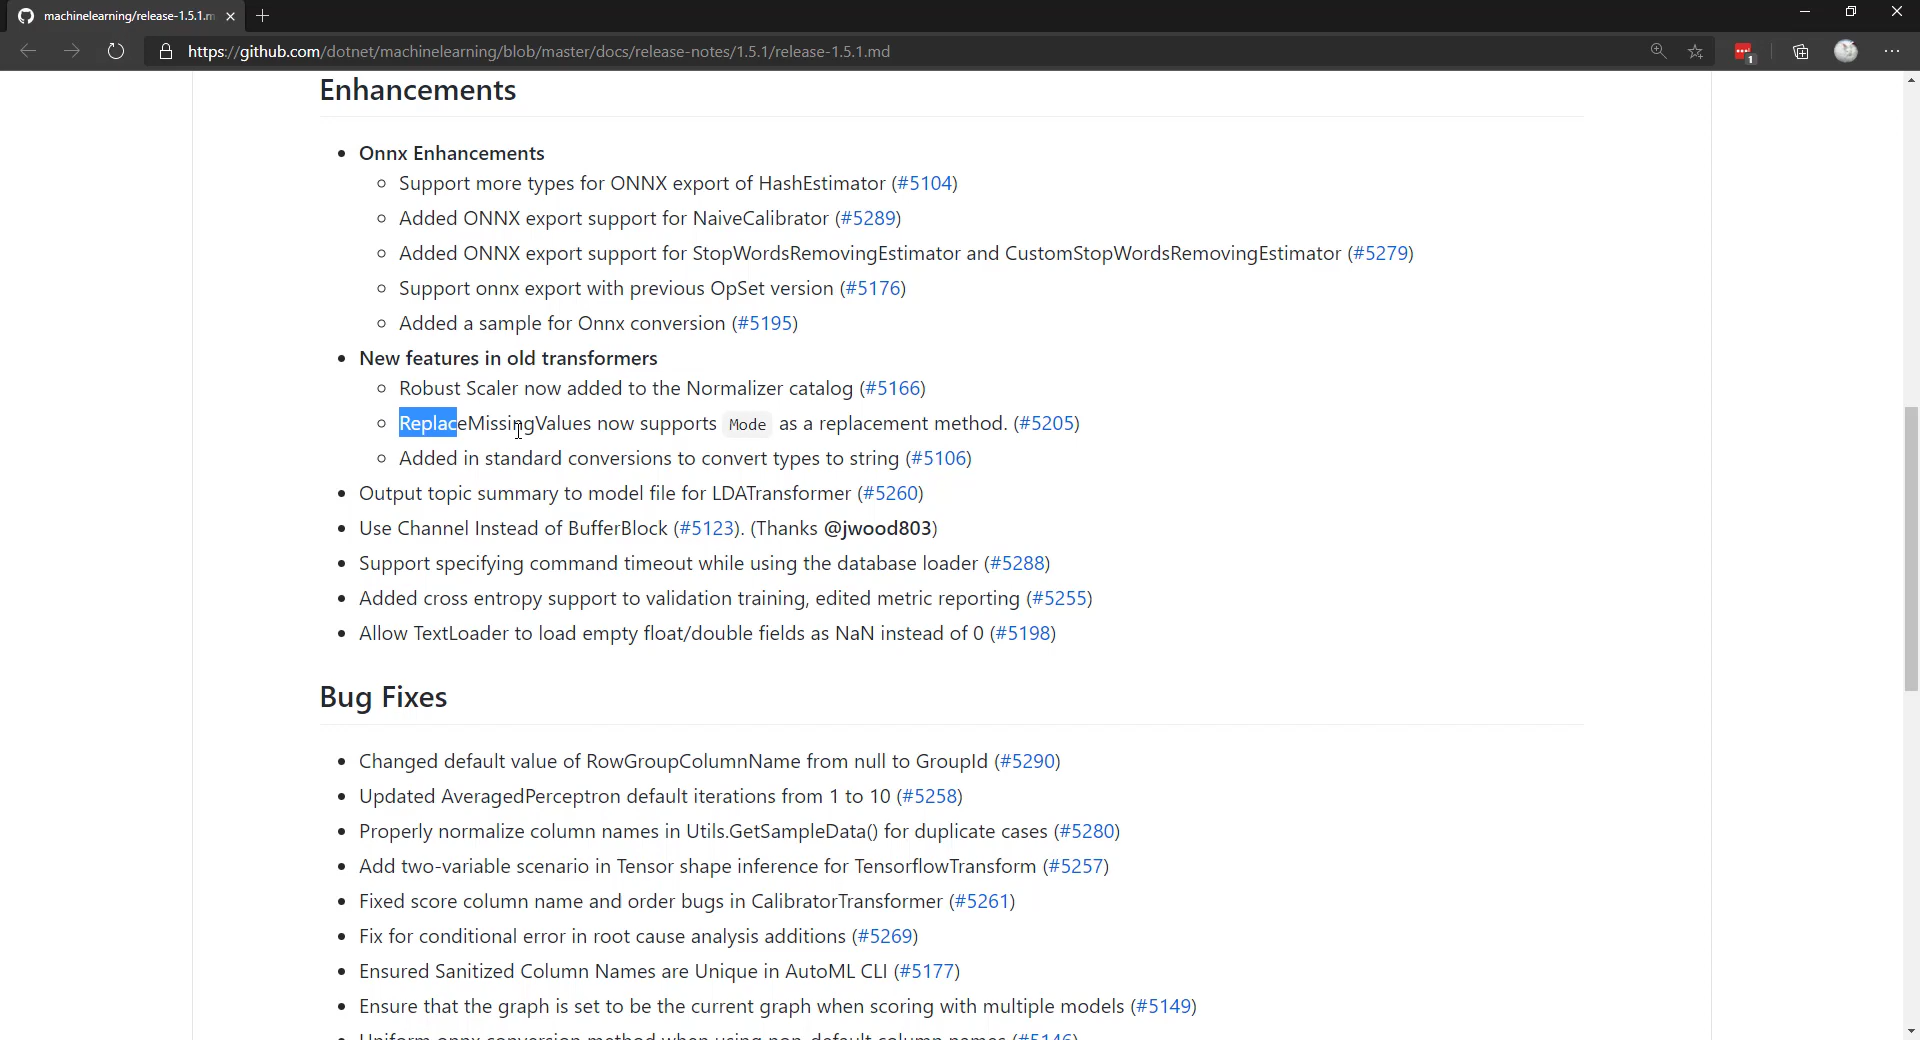 machinelearning/release-1.5.1.m
https://github.com/dotnet/machinelearning/blob/master/docs/release-notes/1.5.1/release-1.5.1.md
1
Enhancements
Onnx Enhancements
Support more types for ONNX export of HashEstimator (#5104)
Added ONNX export support for NaiveCalibrator (#5289)
Added ONNX export support for StopWordsRemovingEstimator and CustomStopWordsRemovingEstimator (#5279)
Support onnx export with previous OpSet version (#5176)
Added a sample for Onnx conversion (#5195)
New features in old transformers
Robust Scaler now added to the Normalizer catalog (#5166)
ReplaceMissingValues now supports Mode as a replacement method. (#5205)
Added in standard conversions to convert types to string (#5106)
Output topic summary to model file for LDATransformer (#5260)
Use Channel Instead of BufferBlock (#5123). (Thanks @jwood803)
Support specifying command timeout while using the database loader (#5288)
Added cross entropy support to validation training, edited metric reporting (#5255)
Allow TextLoader to load empty float/double fields as NaN instead of 0 (#5198)
Bug Fixes
Changed default value of RowGroupColumnName from null to GroupId (#5290)
Updated AveragedPerceptron default iterations from 1 to 10 (#5258)
Properly normalize column names in Utils.GetSampleData() for duplicate cases (#5280)
Add two-variable scenario in Tensor shape inference for TensorflowTransform (#5257)
Fixed score column name and order bugs in CalibratorTransformer (#5261)
Fix for conditional error in root cause analysis additions (#5269)
Ensured Sanitized Column Names are Unique in AutoML CLI (#5177)
Ensure that the graph is set to be the current graph when scoring with multiple models (#5149)
Uniform onnx conversion method when using non-default column names (#5146)